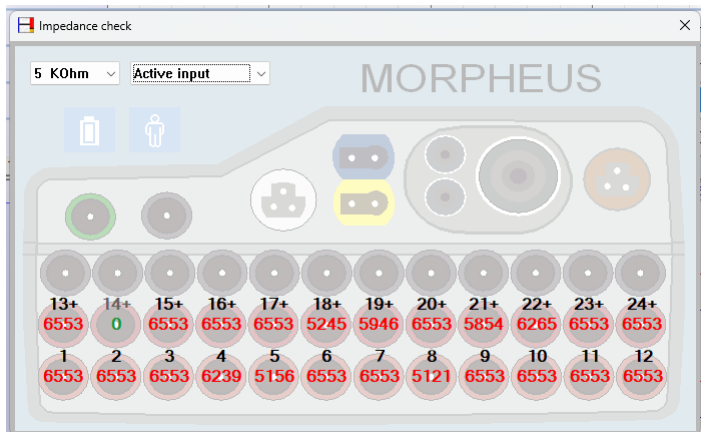 Impedance check
5 KOhm Active input
MORPHEUS
13+ 14+ 15+ 16+ 17+ 18+ 19+ 20+ 21+ 22+ 23+ 24+
6553 0 6553 6553 6553 5245 5946 6553 5854 6265 6553 6553
1 2 3 4 5 6 7 8 9 10 11 12
6553 6553 6553 6239 5156 6553 6553 5121 6553 6553 6553 6553